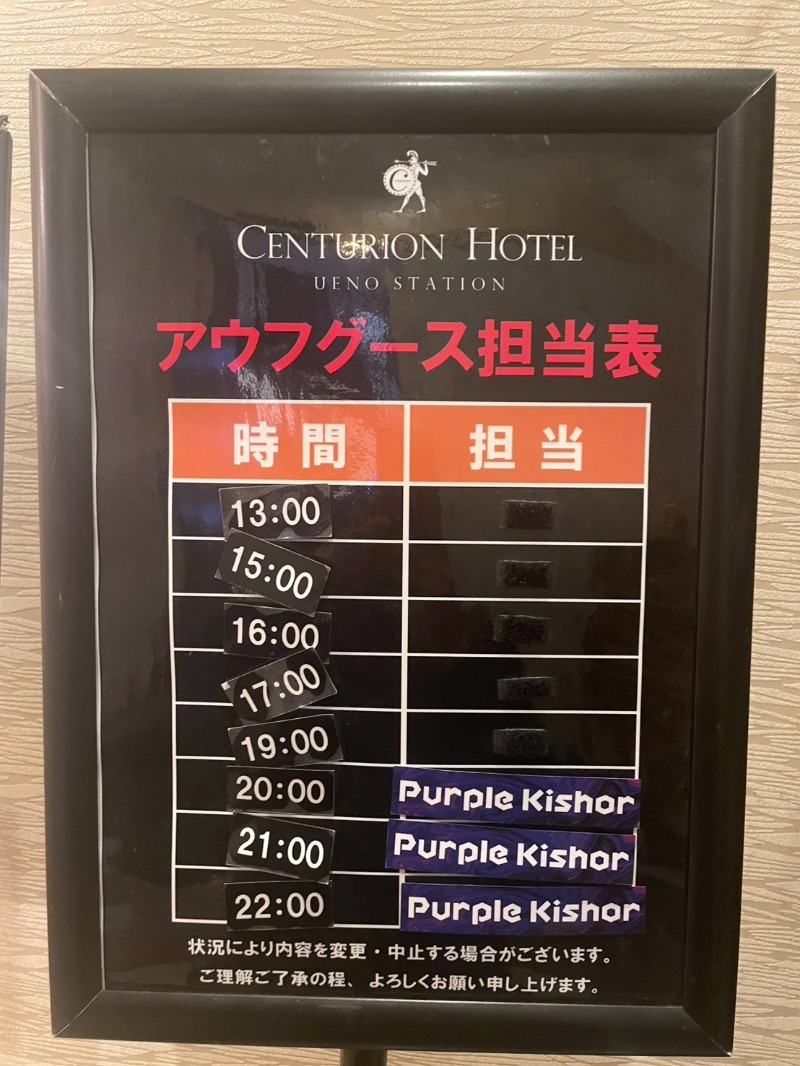 CENTURION HOTEL
UENO STATION
アウフグース担当表
時間 担当
13:00
15:00
16:00
17:00
19:00
20:00 Purple Kishor
21:00 Purple Kishor
22:00 Purple Kishor
状況により内容を変更・中止する場合がございます。
ご理解ご了承の程、よろしくお願い申し上げます。